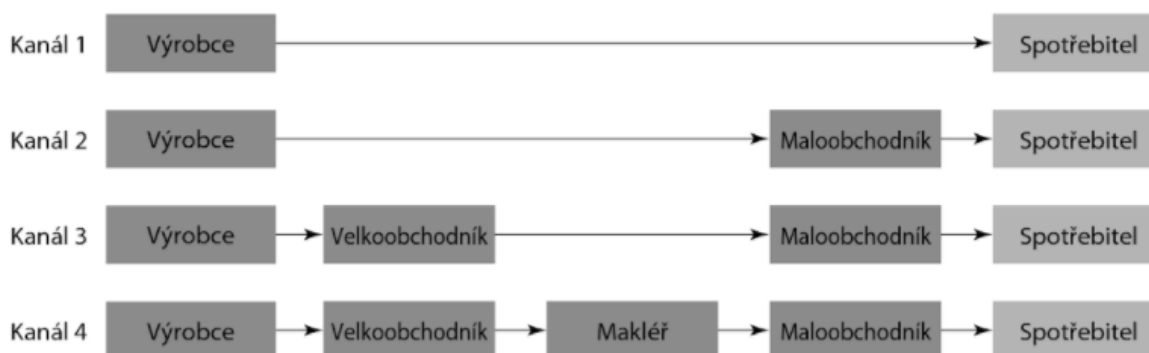 Kanál 1 Výrobce Spotřebitel
Kanál 2 Výrobce Maloobchodník Spotřebitel
Kanál 3 Výrobce Velkoobchodník Maloobchodník Spotřebitel
Kanál 4 Výrobce Velkoobchodník Makléř Maloobchodník Spotřebitel